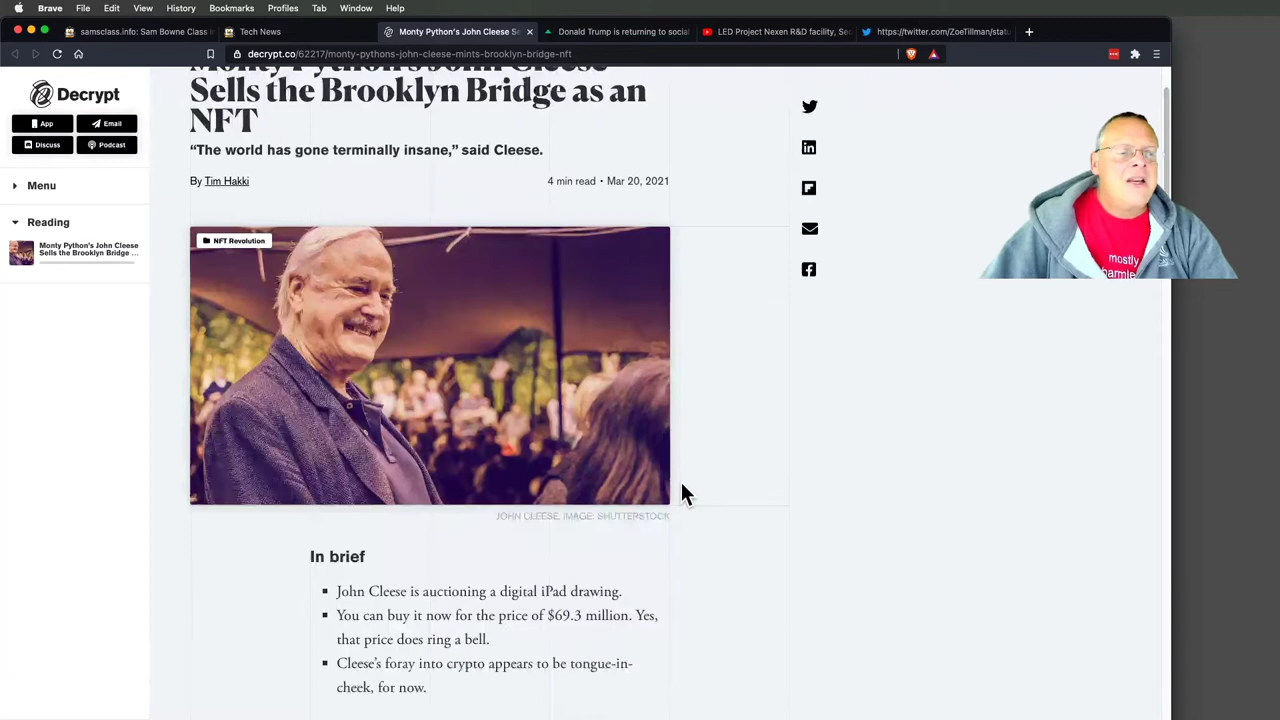 Brave File Edit View History Bookmarks Profiles Tab Window Help
samsclass.info: Sam Bowne Class I
Tech News
Monty Python's John Cleese S
Donald Trump is returning to social
LED Project Nexen R&D facility, Se
https://twitter.com/ZoeTillman/statu
decrypt.co/62217/monty-pythons-john-cleese-mints-brooklyn-bridge-nft
Decrypt
App
Email
Discuss
Podcast
Menu
Reading
Monty Python's John Cleese
Sells the Brooklyn Bridge ...
Monty Python's John Cleese
Sells the Brooklyn Bridge as an
NFT
“The world has gone terminally insane,” said Cleese.
By Tim Hakki
4 min read • Mar 20, 2021
NFT Revolution
JOHN CLEESE. IMAGE: SHUTTERSTOCK
In brief
John Cleese is auctioning a digital iPad drawing.
You can buy it now for the price of $69.3 million. Yes,
that price does ring a bell.
Cleese’s foray into crypto appears to be tongue-in-
cheek, for now.
mostly
harmless